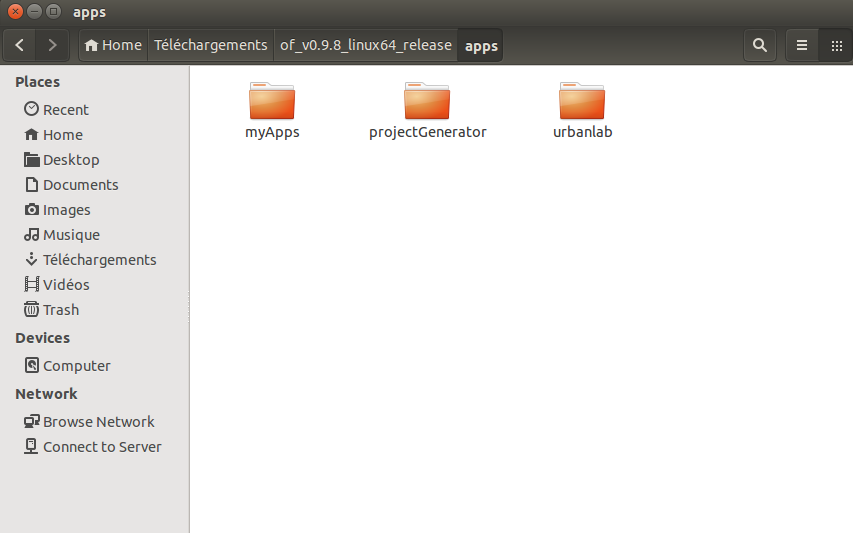 apps
Home Téléchargements of_v0.9.8_linux64_release apps
Places
Recent
Home
Desktop
Documents
Images
Musique
Téléchargements
Vidéos
Trash
Devices
Computer
Network
Browse Network
Connect to Server
myApps projectGenerator urbanlab